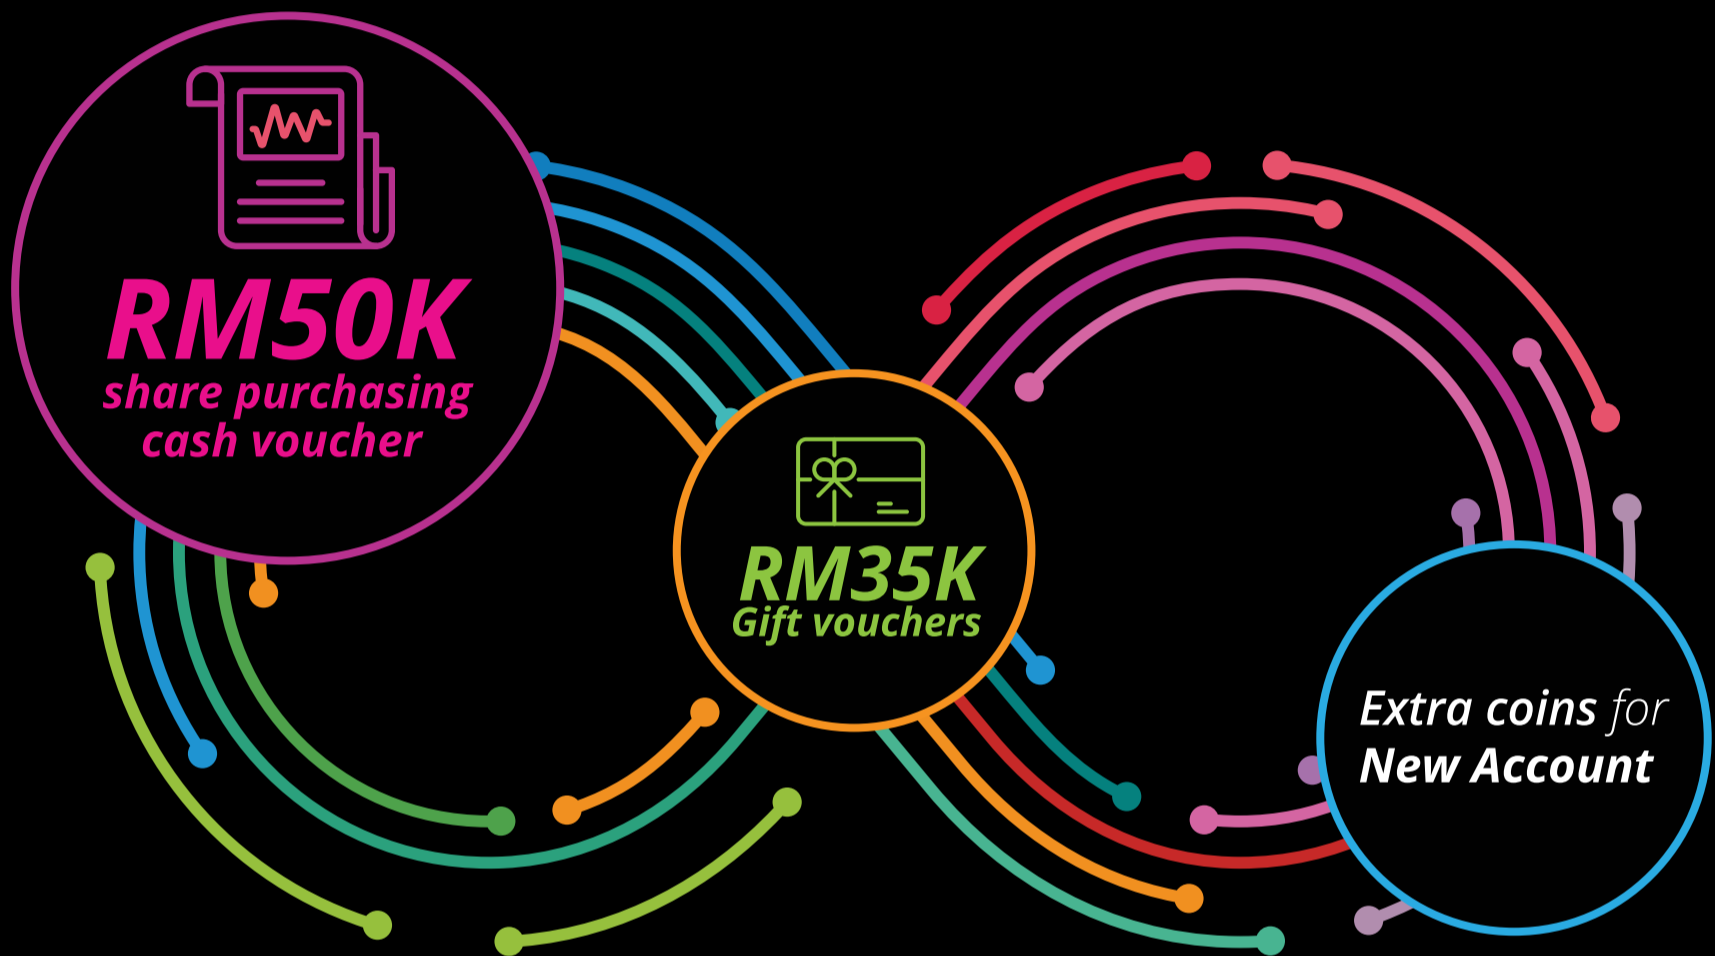 RM50K
share purchasing
cash voucher
RM35K
Gift vouchers
Extra coins for
New Account